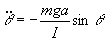 ϑ̈ = − mga/I sin ϑ